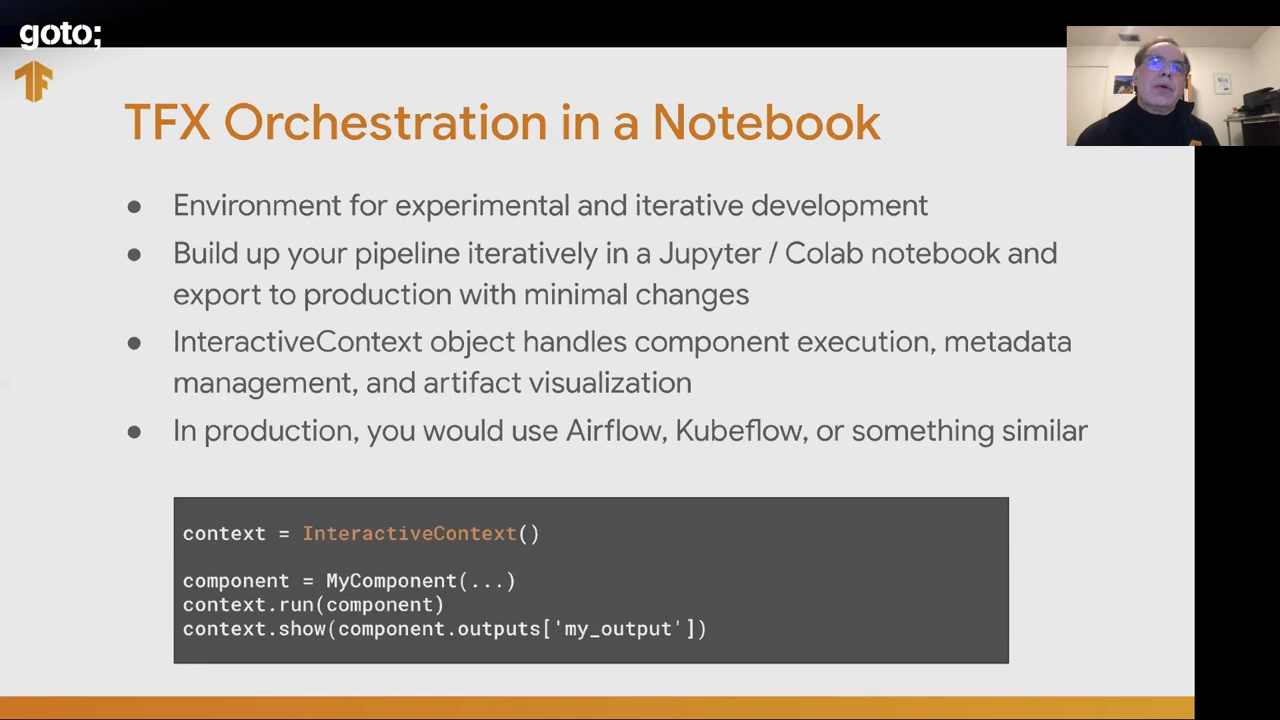 goto;
TFX Orchestration in a Notebook
● Environment for experimental and iterative development
● Build up your pipeline iteratively in a Jupyter / Colab notebook and
export to production with minimal changes
● InteractiveContext object handles component execution, metadata
management, and artifact visualization
● In production, you would use Airflow, Kubeflow, or something similar
context = InteractiveContext()
component = MyComponent(...)
context.run(component)
context.show(component.outputs['my_output'])